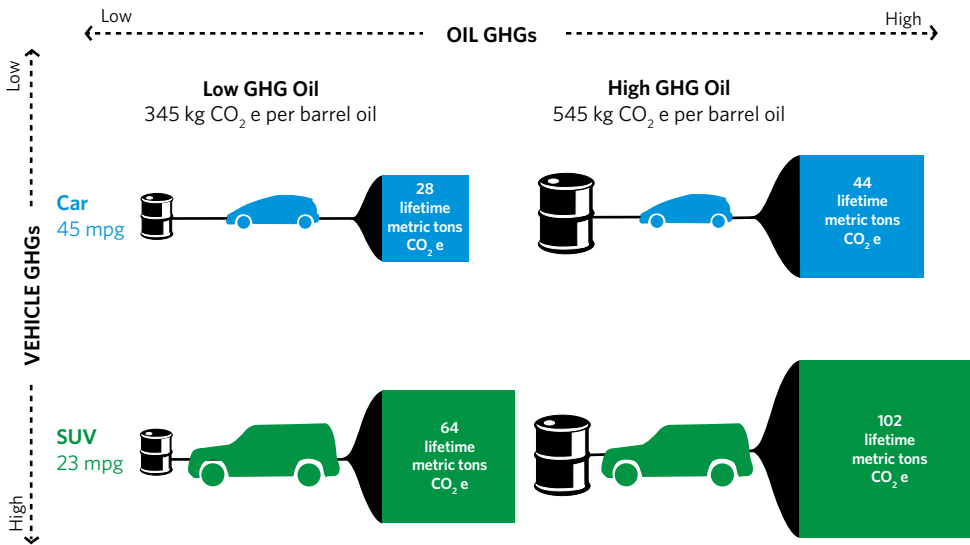 Low
High
OIL GHGs
Low
VEHICLE GHGs
High
Low GHG Oil
345 kg CO₂ e per barrel oil
High GHG Oil
545 kg CO₂ e per barrel oil
Car
45 mpg
28
lifetime
metric tons
CO₂ e
44
lifetime
metric tons
CO₂ e
SUV
23 mpg
64
lifetime
metric tons
CO₂ e
102
lifetime
metric tons
CO₂ e